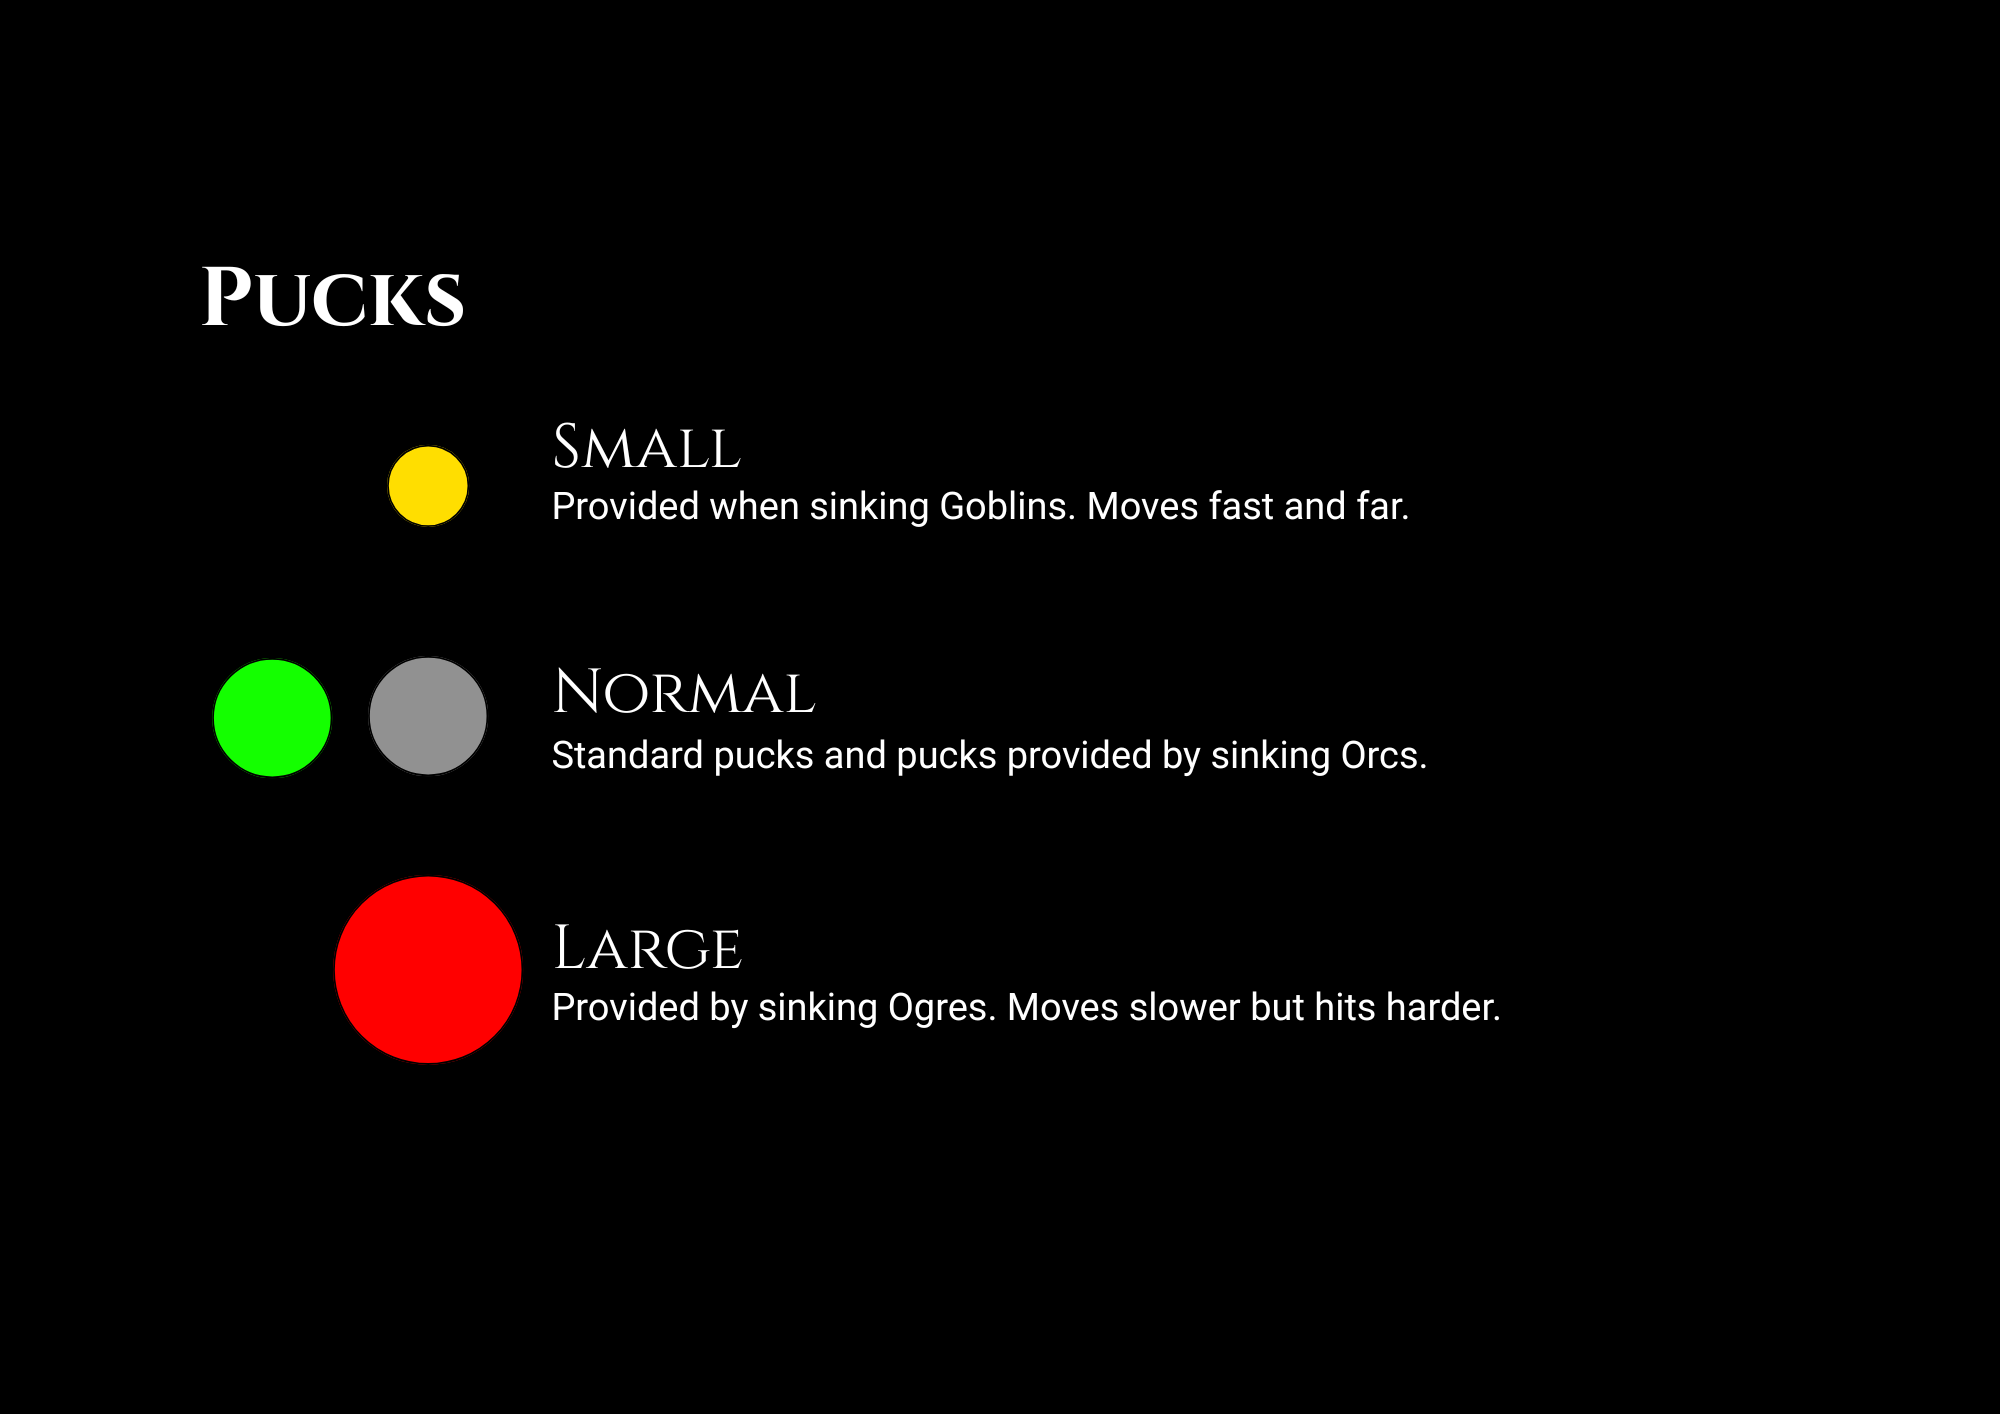 Pucks
Small
Provided when sinking Goblins. Moves fast and far.
Normal
Standard pucks and pucks provided by sinking Orcs.
Large
Provided by sinking Ogres. Moves slower but hits harder.